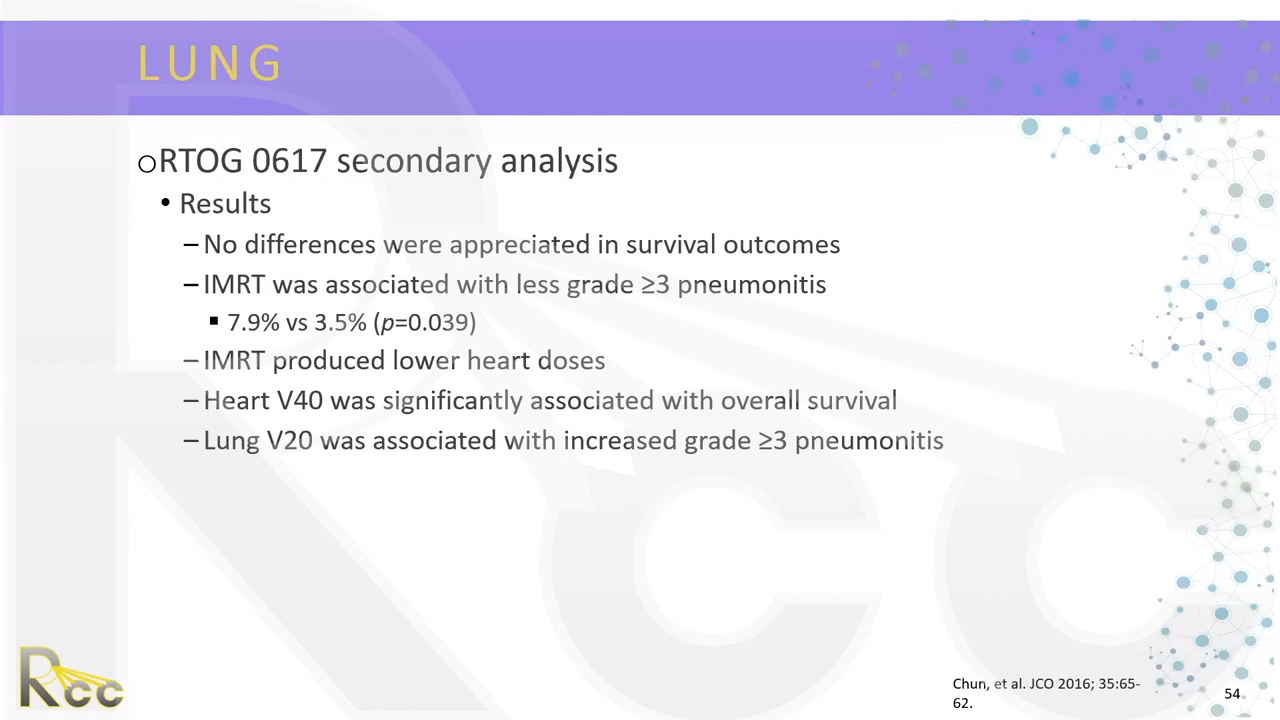 LUNG
oRTOG 0617 secondary analysis
• Results
– No differences were appreciated in survival outcomes
– IMRT was associated with less grade ≥3 pneumonitis
▪ 7.9% vs 3.5% (p=0.039)
– IMRT produced lower heart doses
– Heart V40 was significantly associated with overall survival
– Lung V20 was associated with increased grade ≥3 pneumonitis
Rcc
Chun, et al. JCO 2016; 35:65-
62.
54